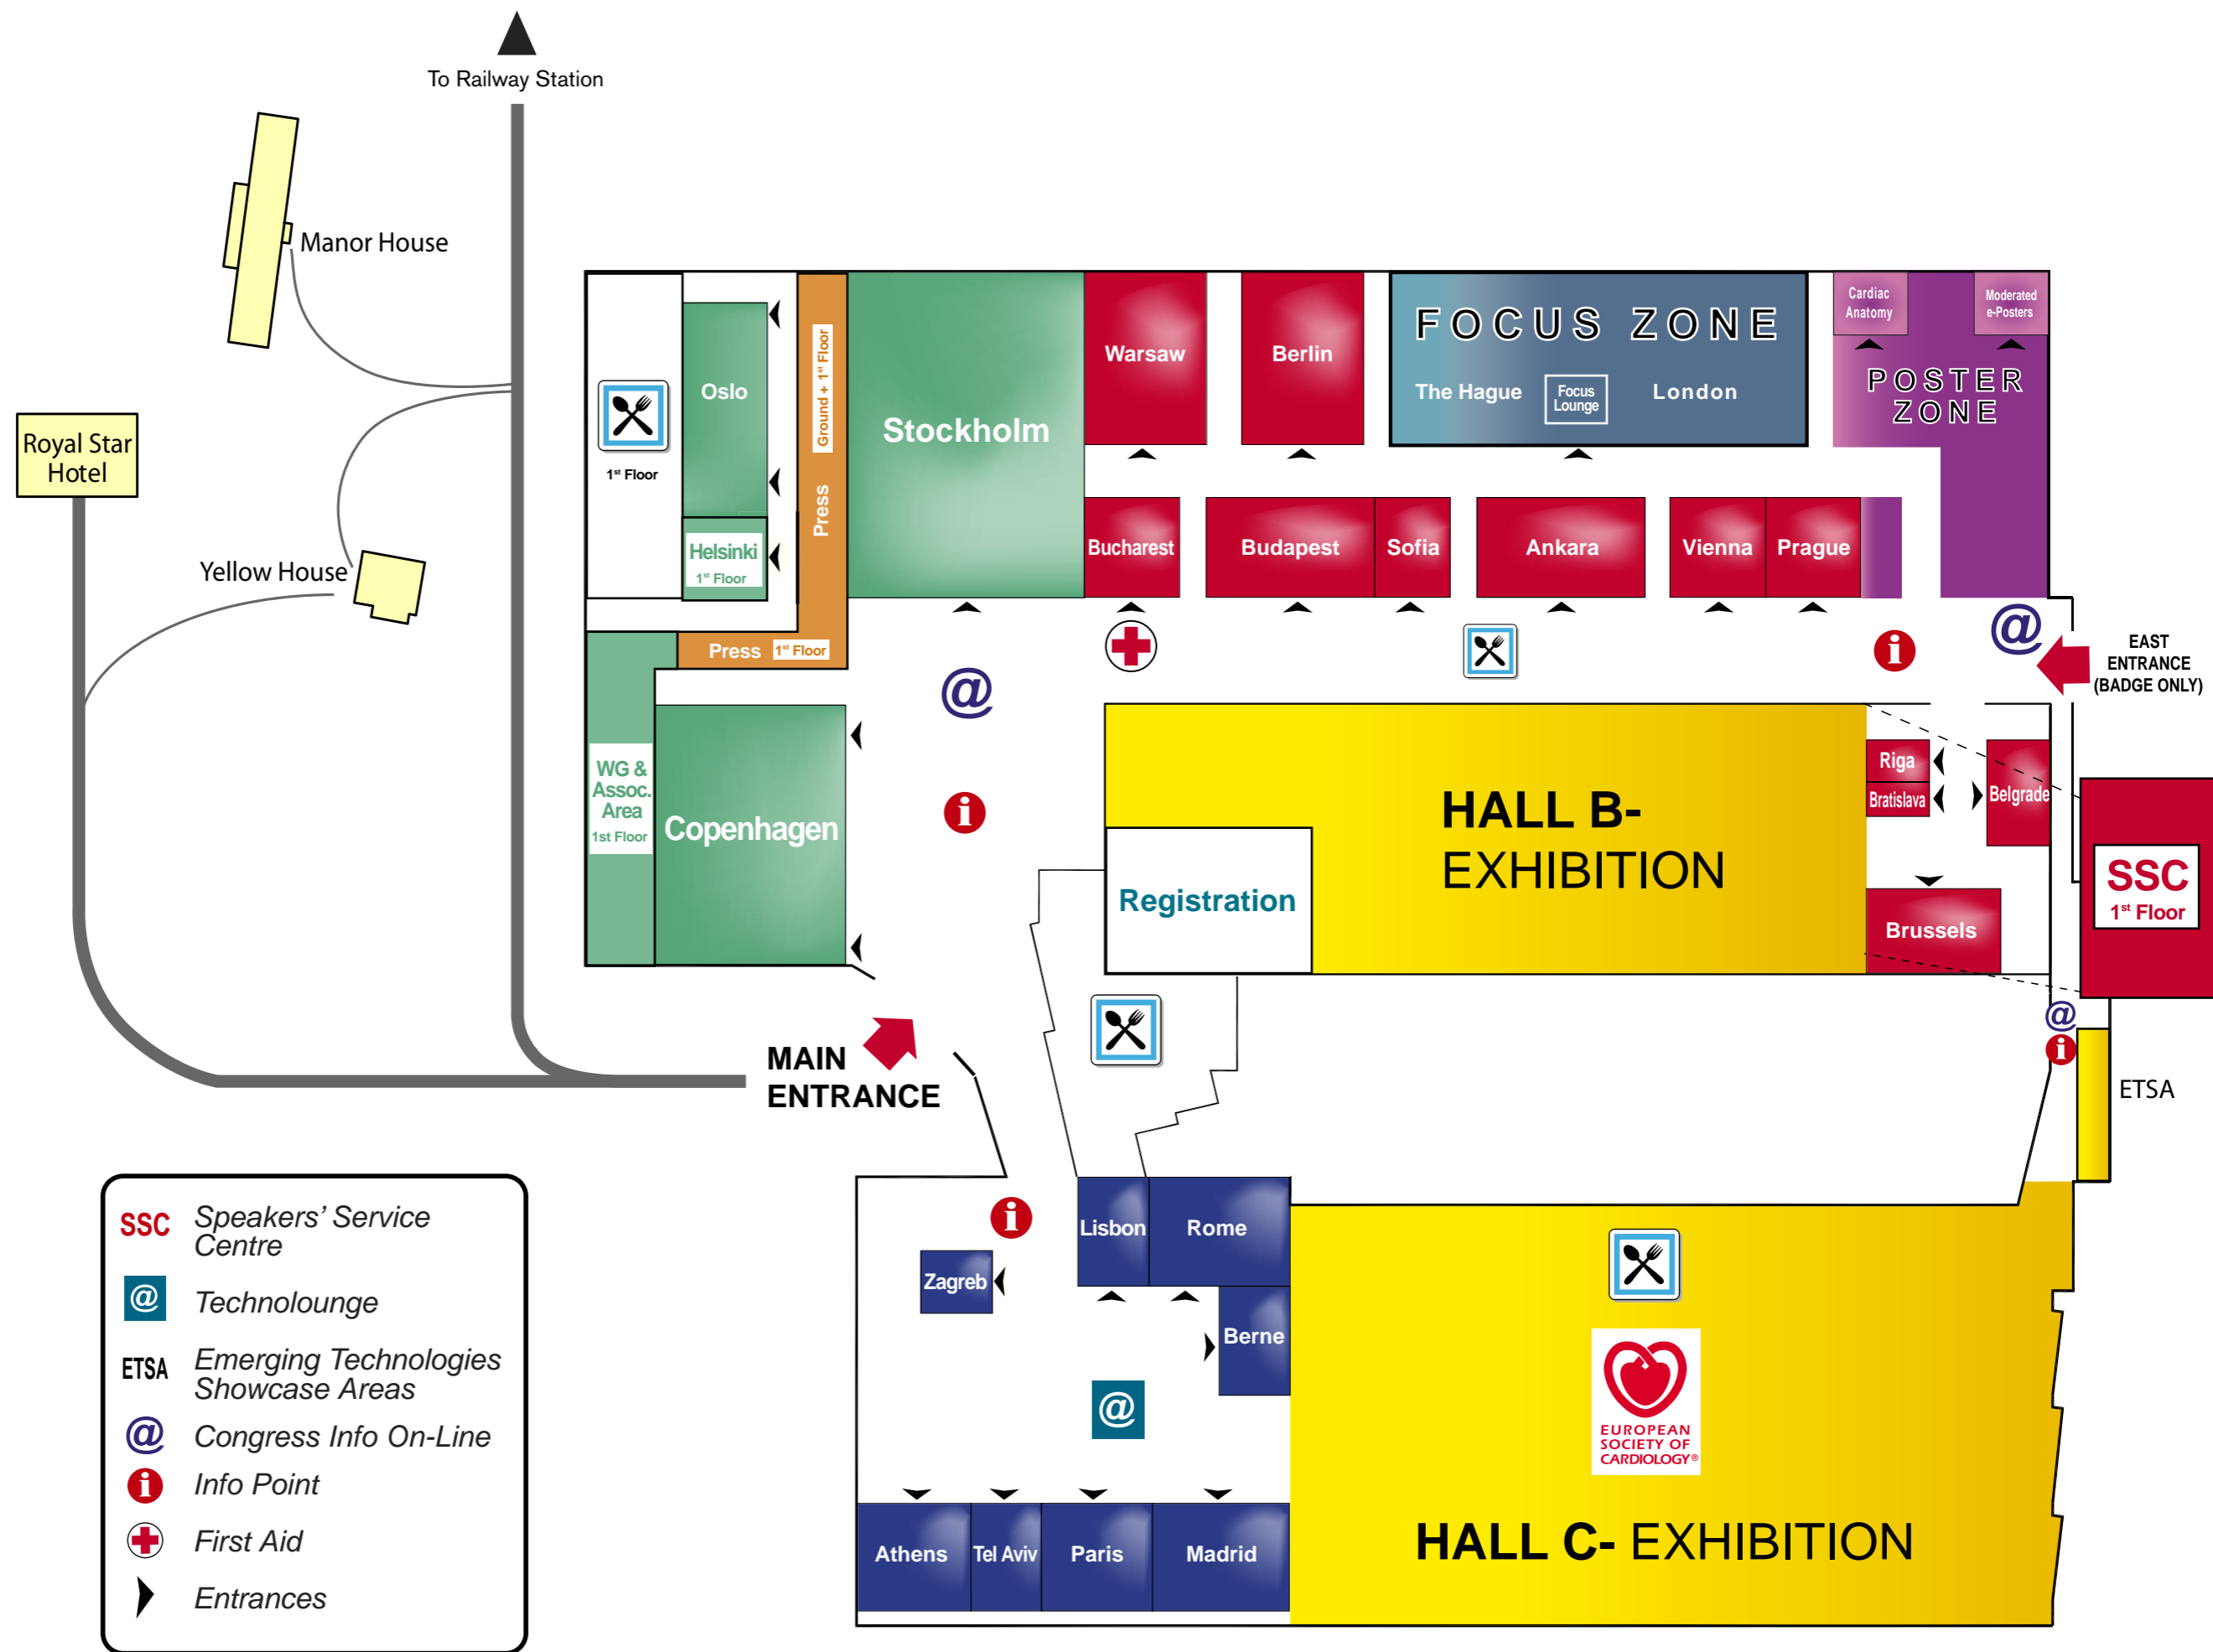 To Railway Station
Manor House
Royal Star
Hotel
Yellow House
1st Floor
Oslo
Helsinki
1st Floor
Press
Ground + 1st Floor
Press 1st Floor
Stockholm
Warsaw
Berlin
FOCUS ZONE
The Hague
Focus
Lounge
London
Cardiac
Anatomy
Moderated
e-Posters
POSTER
ZONE
Bucharest
Budapest
Sofia
Ankara
Vienna
Prague
@
i
@
EAST
ENTRANCE
(BADGE ONLY)
WG &
Assoc.
Area
1st Floor
Copenhagen
i
HALL B-
EXHIBITION
Registration
Riga
Bratislava
Belgrade
Brussels
SSC
1st Floor
@
i
ETSA
MAIN
ENTRANCE
i
Lisbon
Rome
Zagreb
Berne
@
Athens
Tel Aviv
Paris
Madrid
EUROPEAN
SOCIETY OF
CARDIOLOGY®
HALL C- EXHIBITION
SSC Speakers’ Service
Centre
@ Technolounge
ETSA Emerging Technologies
Showcase Areas
@ Congress Info On-Line
i Info Point
First Aid
Entrances